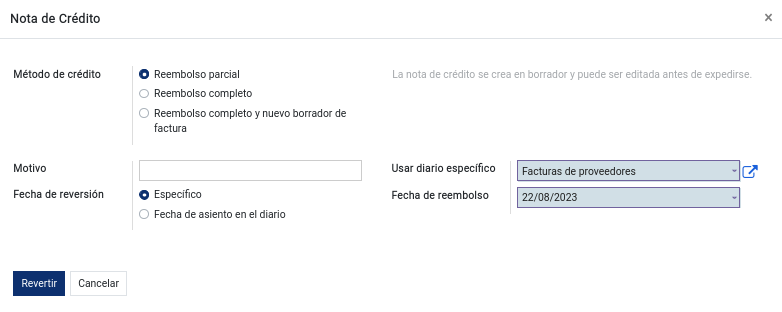 Nota de Crédito
×
Método de crédito
Reembolso parcial
La nota de crédito se crea en borrador y puede ser editada antes de expedirse.
Reembolso completo
Reembolso completo y nuevo borrador de
factura
Motivo
Usar diario específico
Facturas de proveedores
Fecha de reversión
Específico
Fecha de reembolso
22/08/2023
Fecha de asiento en el diario
Revertir
Cancelar